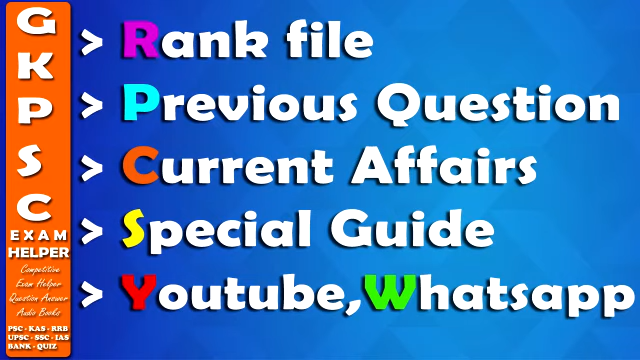 GKPSC
EXAM
HELPER
Competitive
Exam Helper
Question Answer
Audio Books
PSC - KAS - RRB
UPSC - SSC - IAS
BANK - QUIZ
> Rank file
> Previous Question
> Current Affairs
> Special Guide
> Youtube,Whatsapp